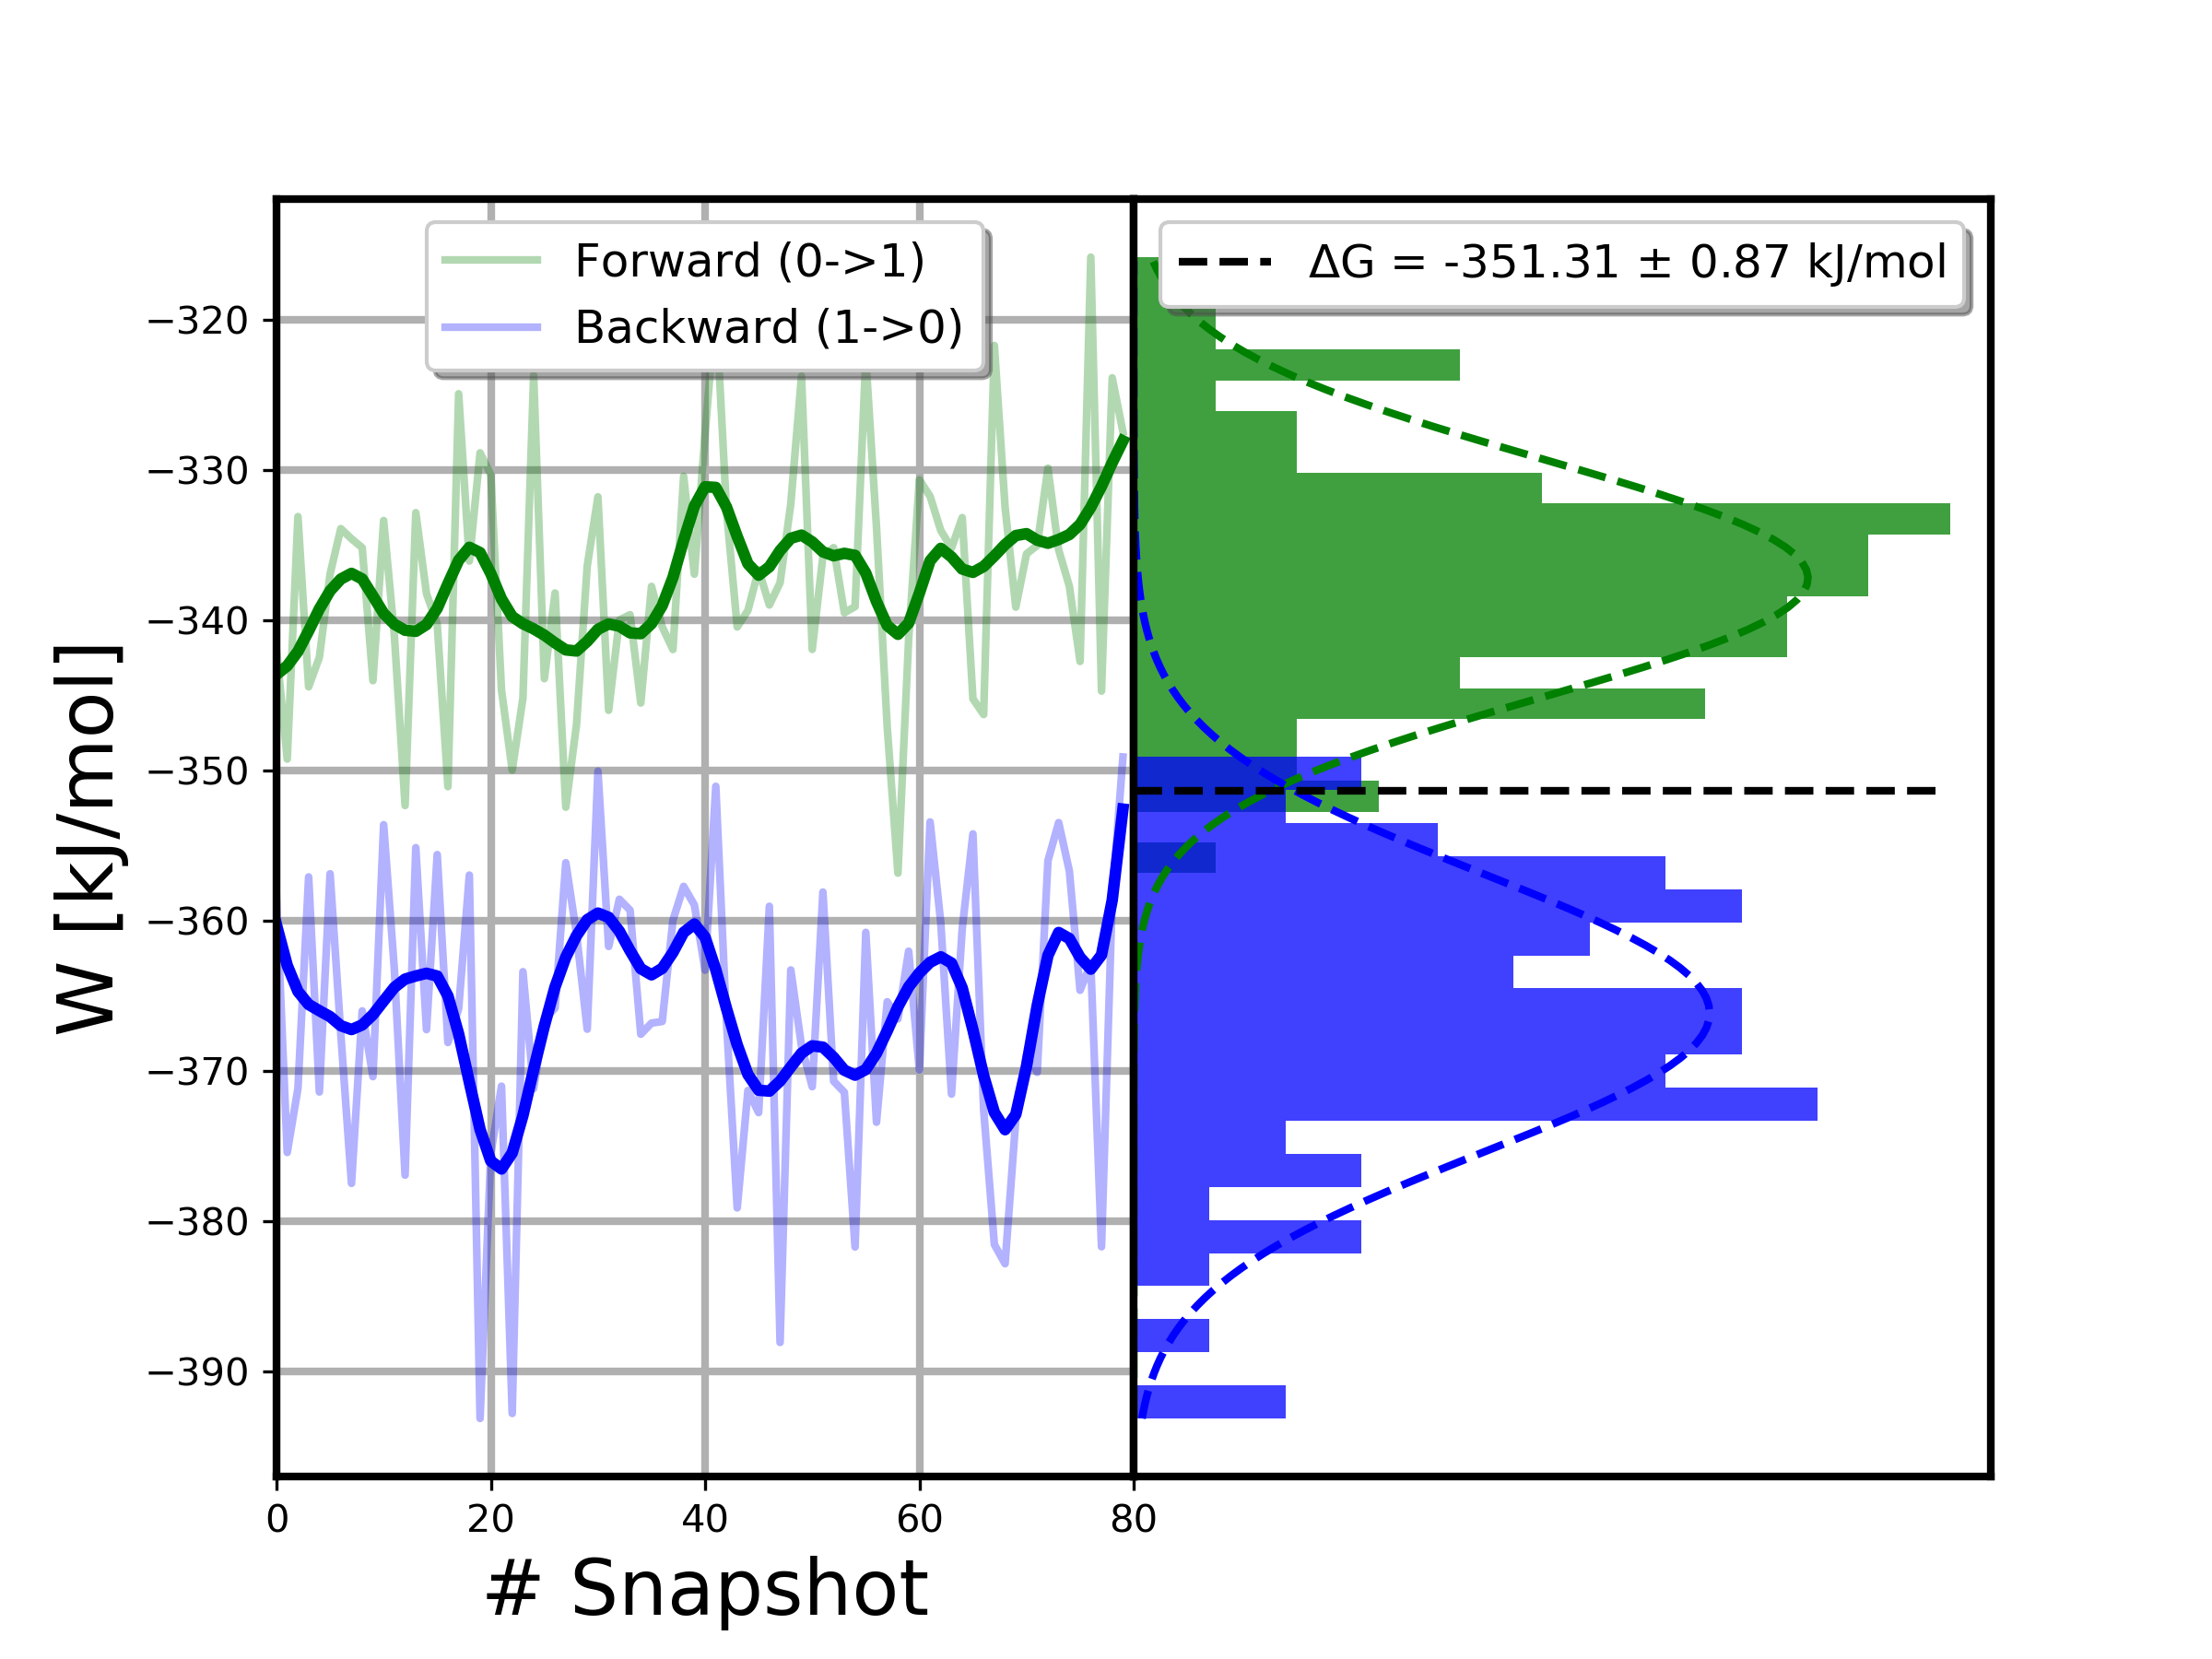 Forward (0->1)
Backward (1->0)
ΔG = -351.31 ± 0.87 kJ/mol
W [kJ/mol]
−320
−330
−340
−350
−360
−370
−380
−390
0 20 40 60 80
# Snapshot